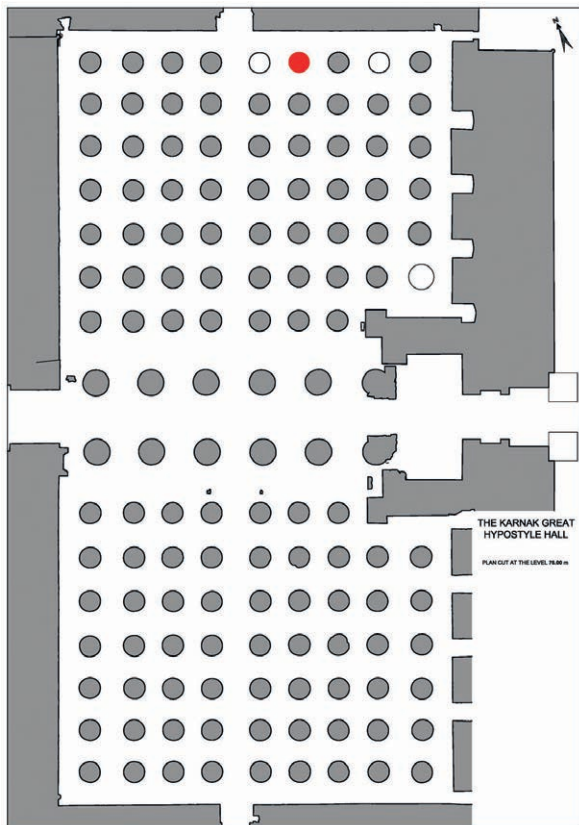 N
THE KARNAK GREAT
HYPOSTYLE HALL
PLAN CUT AT THE LEVEL 75.00 m